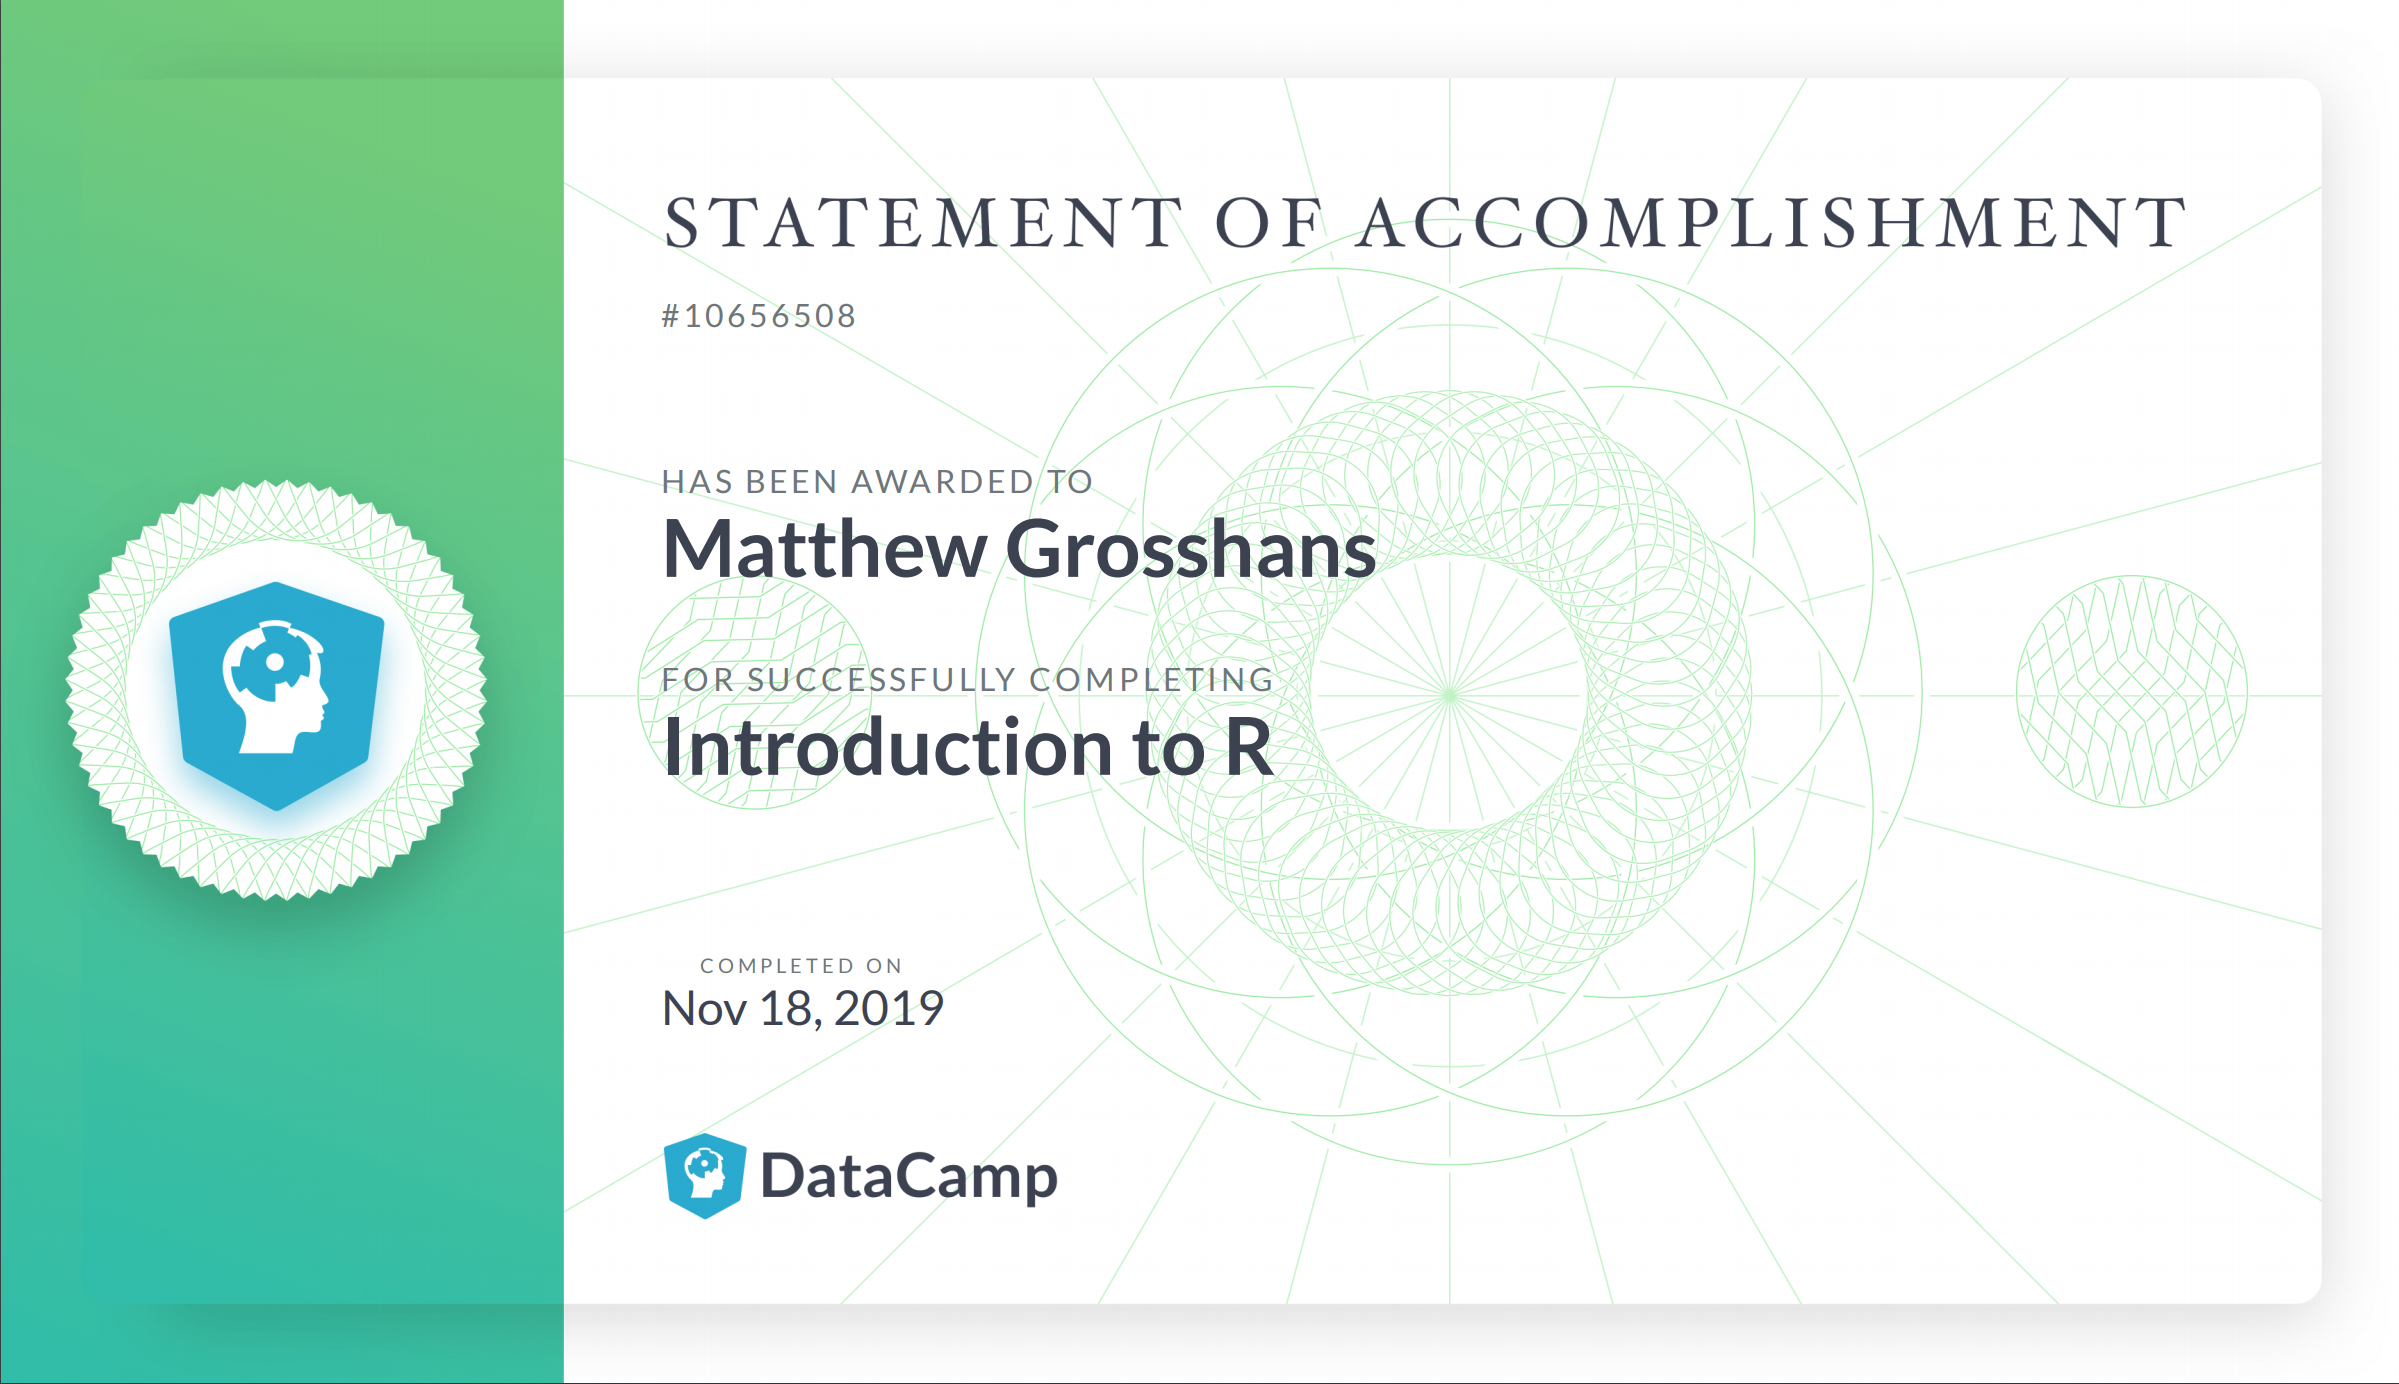 STATEMENT OF ACCOMPLISHMENT
#10656508
HAS BEEN AWARDED TO
Matthew Grosshans
FOR SUCCESSFULLY COMPLETING
Introduction to R
COMPLETED ON
Nov 18, 2019
DataCamp